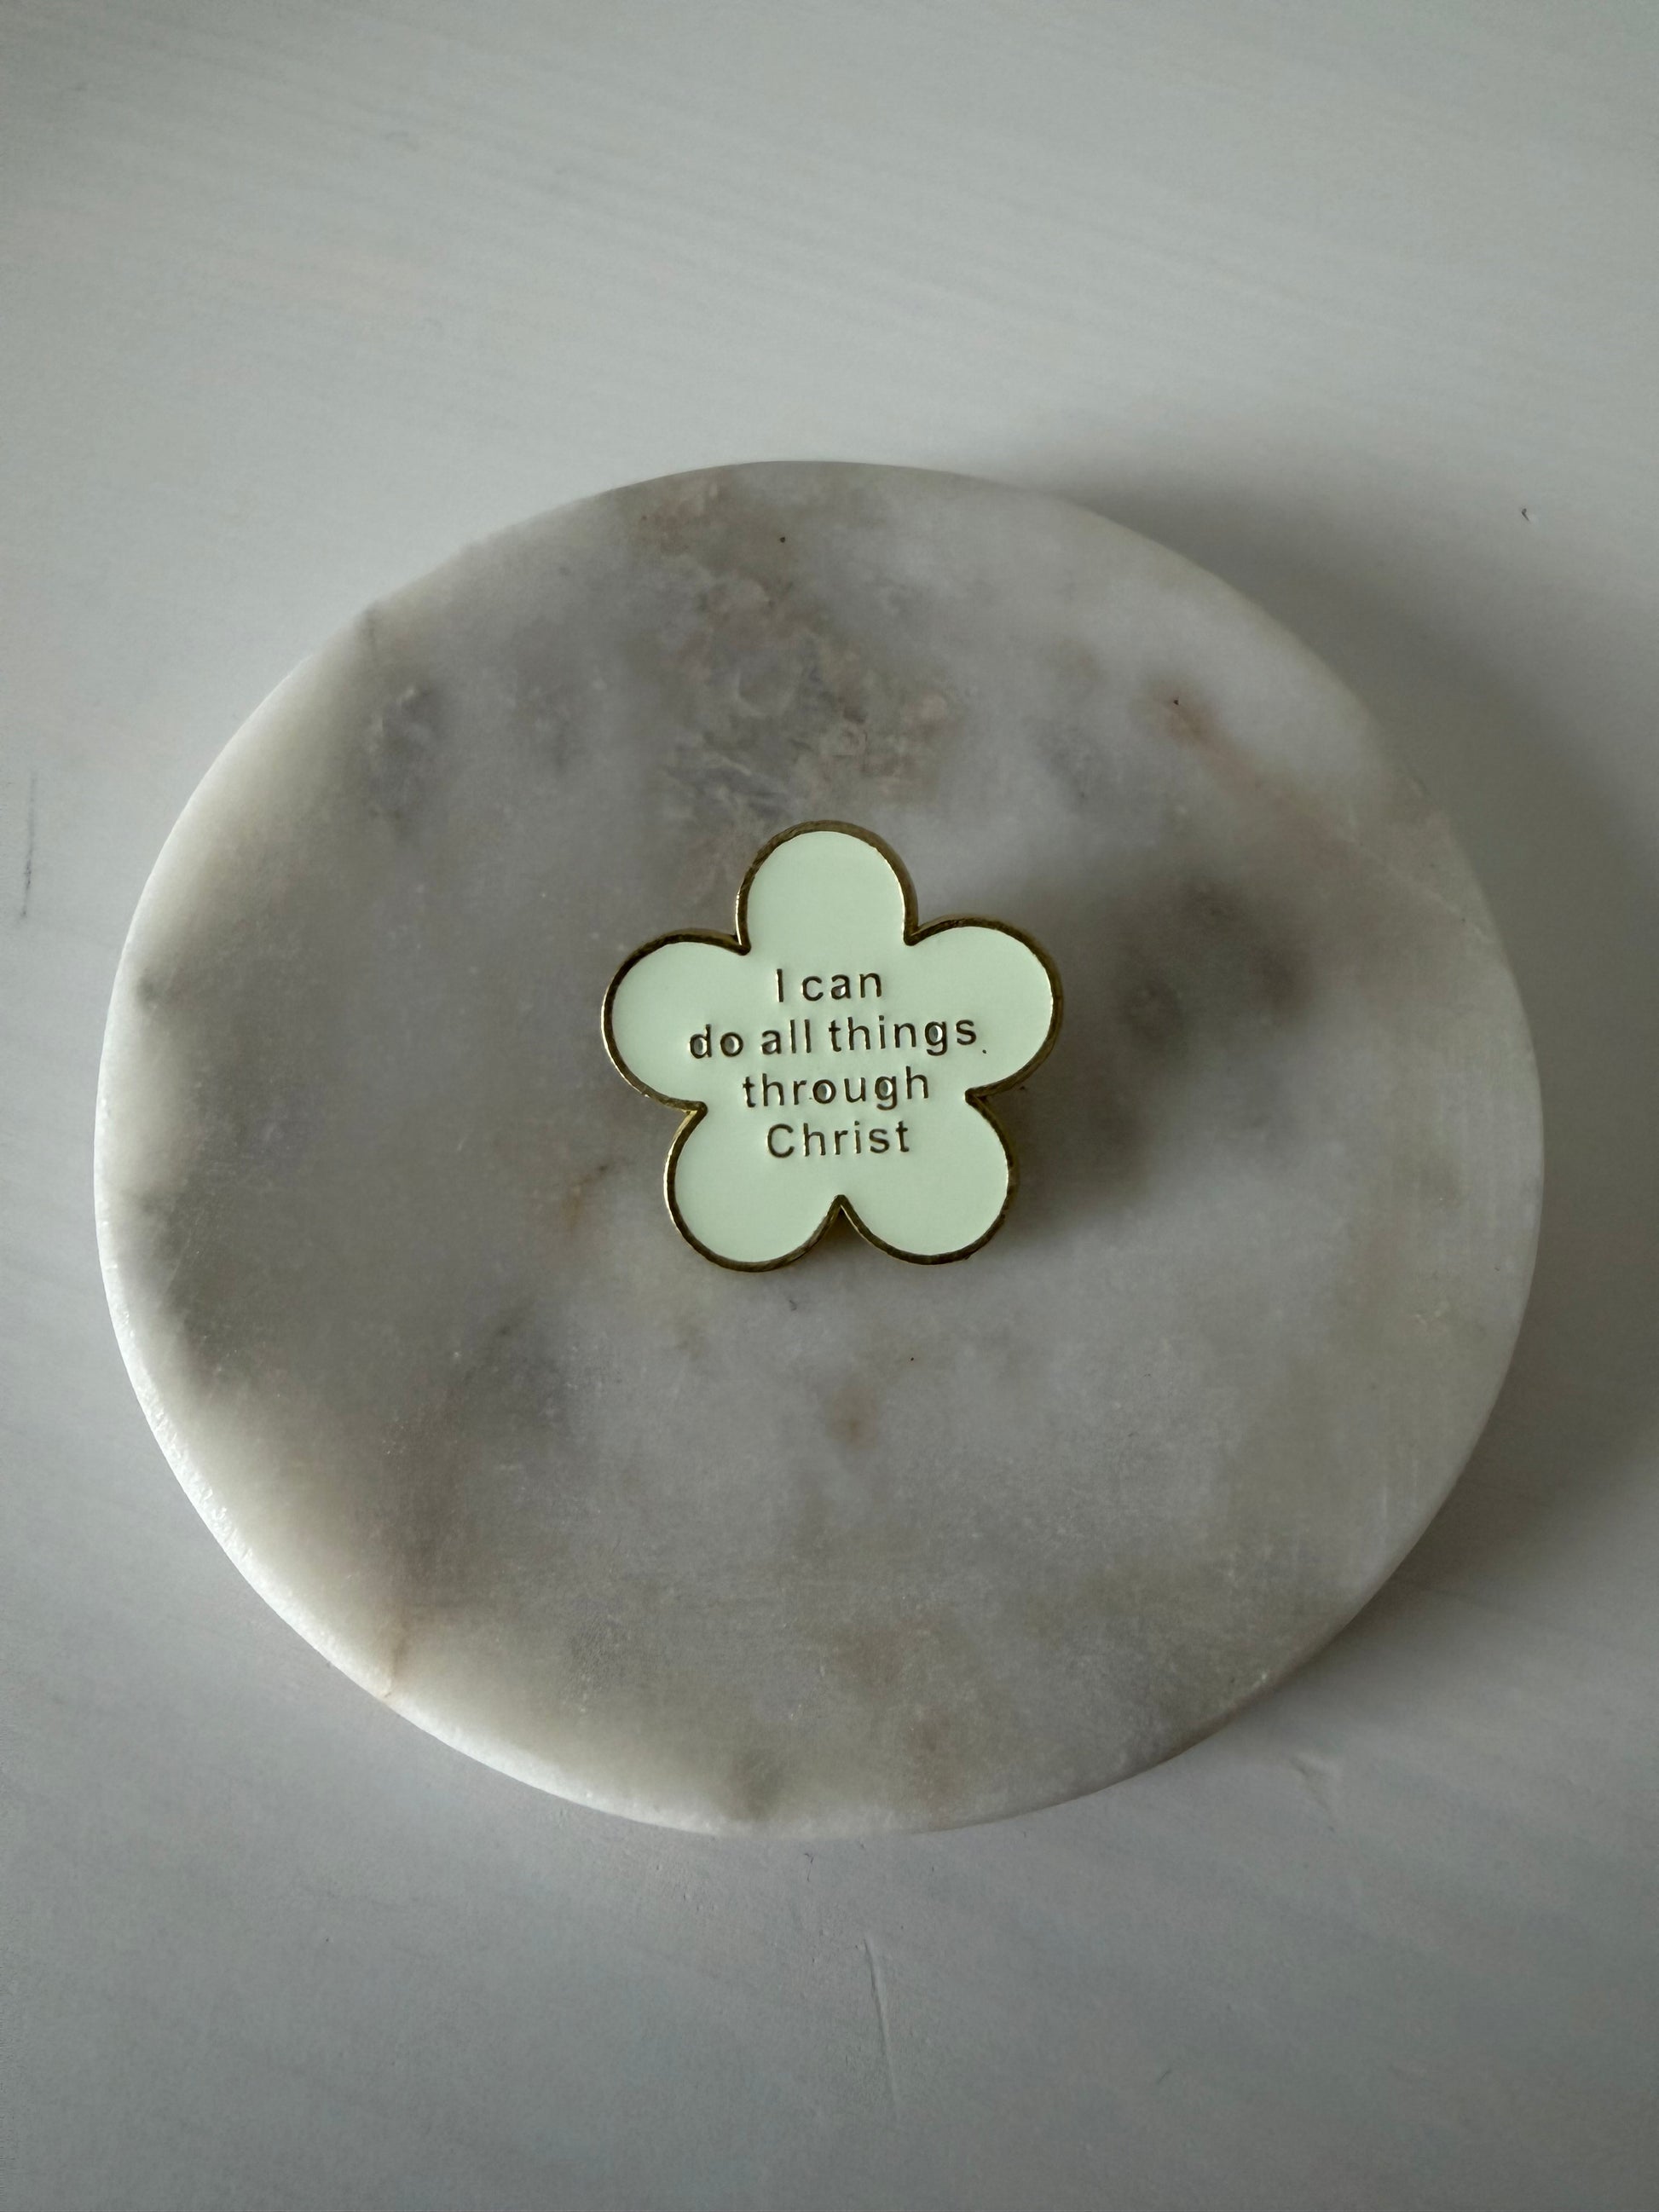 I can
do all things
through
Christ